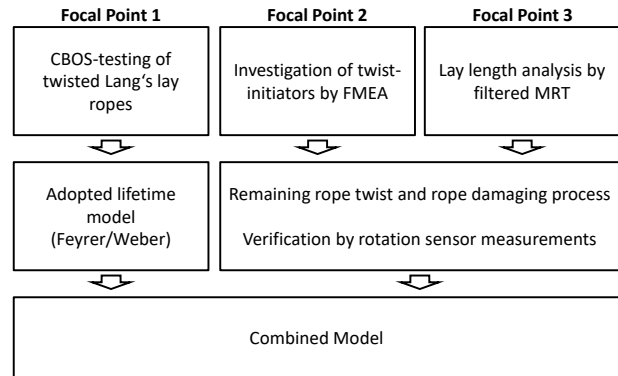 Focal Point 1
Focal Point 2
Focal Point 3
CBOS-testing of
twisted Lang‘s lay
ropes
Investigation of twist-
initiators by FMEA
Lay length analysis by
filtered MRT
Adopted lifetime
model
(Feyrer/Weber)
Remaining rope twist and rope damaging process
Verification by rotation sensor measurements
Combined Model